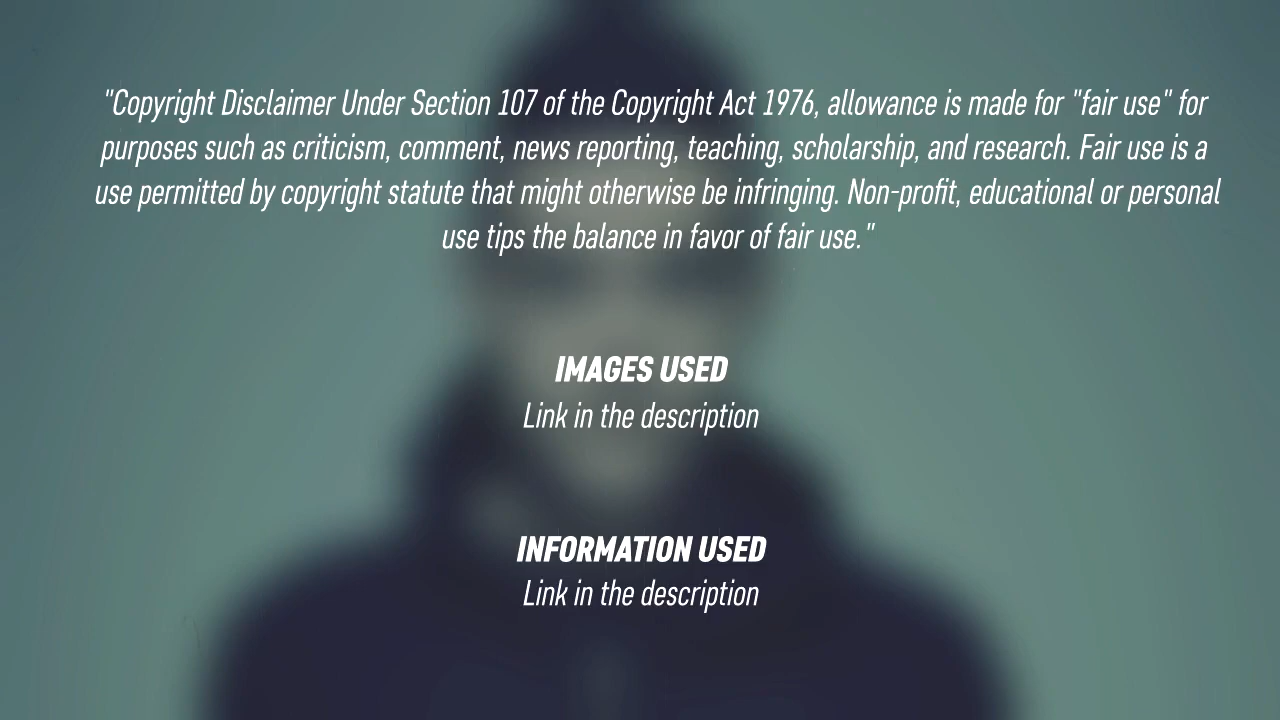 "Copyright Disclaimer Under Section 107 of the Copyright Act 1976, allowance is made for "fair use" for
purposes such as criticism, comment, news reporting, teaching, scholarship, and research. Fair use is a
use permitted by copyright statute that might otherwise be infringing. Non-profit, educational or personal
use tips the balance in favor of fair use."
IMAGES USED
Link in the description
INFORMATION USED
Link in the description